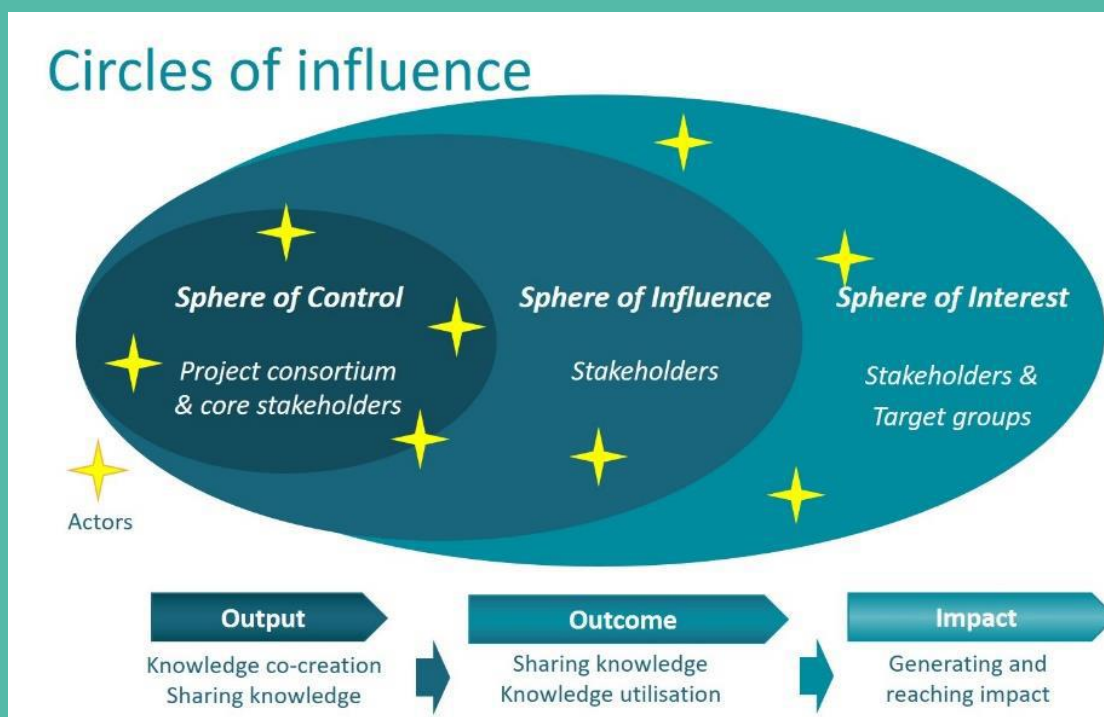 Circles of influence
Sphere of Control
Project consortium
& core stakeholders
Sphere of Influence
Stakeholders
Sphere of Interest
Stakeholders &
Target groups
Actors
Output
Knowledge co-creation
Sharing knowledge
Outcome
Sharing knowledge
Knowledge utilisation
Impact
Generating and
reaching impact